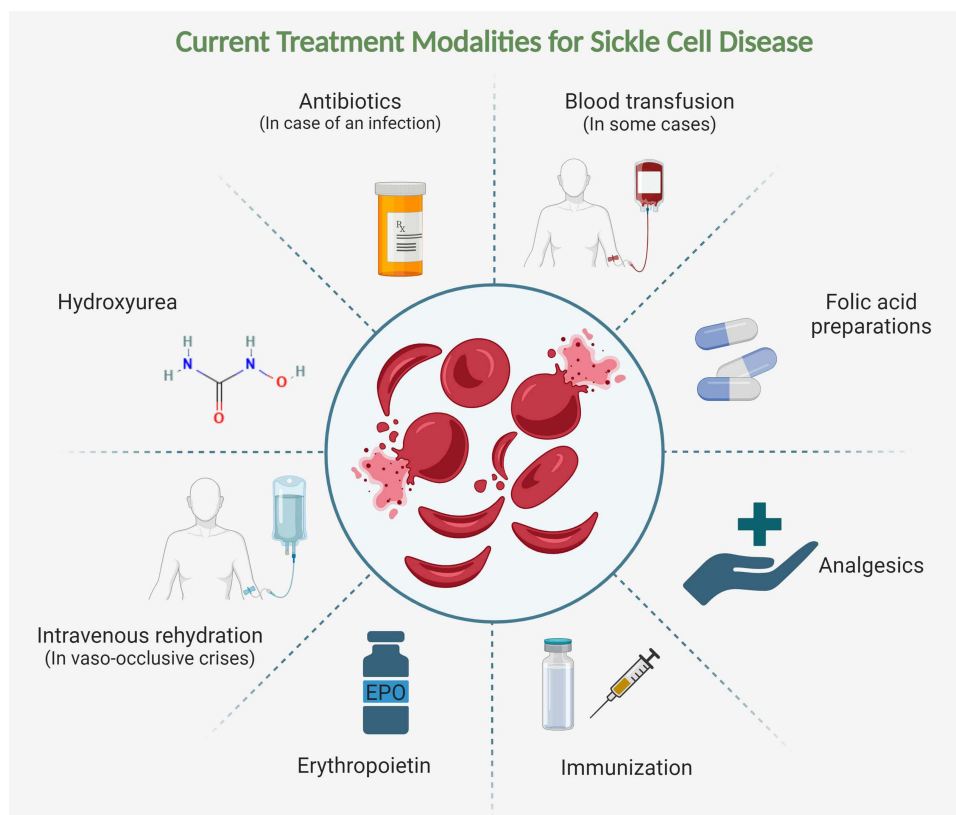 Current Treatment Modalities for Sickle Cell Disease
Antibiotics
(In case of an infection)
Blood transfusion
(In some cases)
Rx
Hydroxyurea
H
H
N
N
H
O
H
O
Folic acid
preparations
Intravenous rehydration
(In vaso-occlusive crises)
Analgesics
EPO
Erythropoietin
Immunization